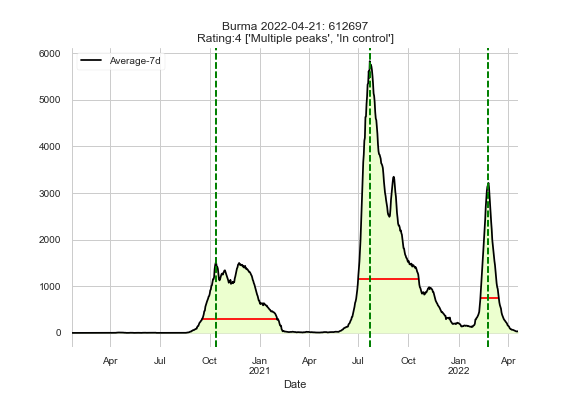 Burma 2022-04-21: 612697
Rating:4 ['Multiple peaks', 'In control']
Average-7d
6000
5000
4000
3000
2000
1000
0
Apr Jul Oct Jan Apr Jul Oct Jan Apr
2021 2022
Date